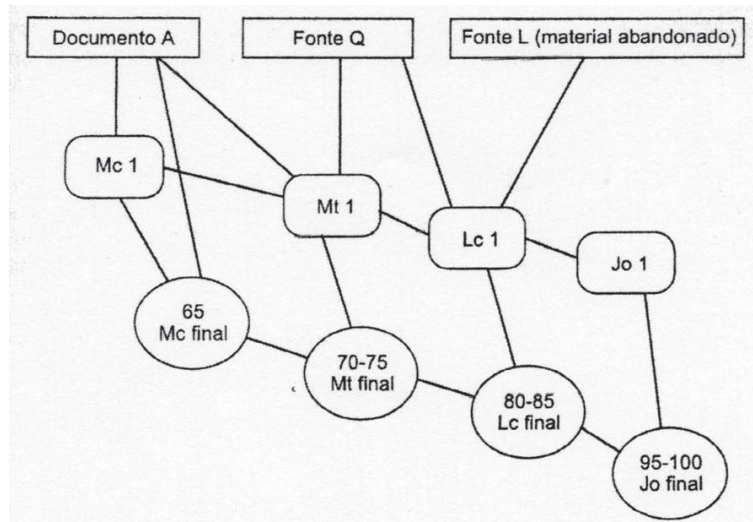 Documento A
Fonte Q
Fonte L (material abandonado)
Mc 1
Mt 1
Lc 1
Jo 1
65
Mc final
70-75
Mt final
80-85
Lc final
95-100
Jo final